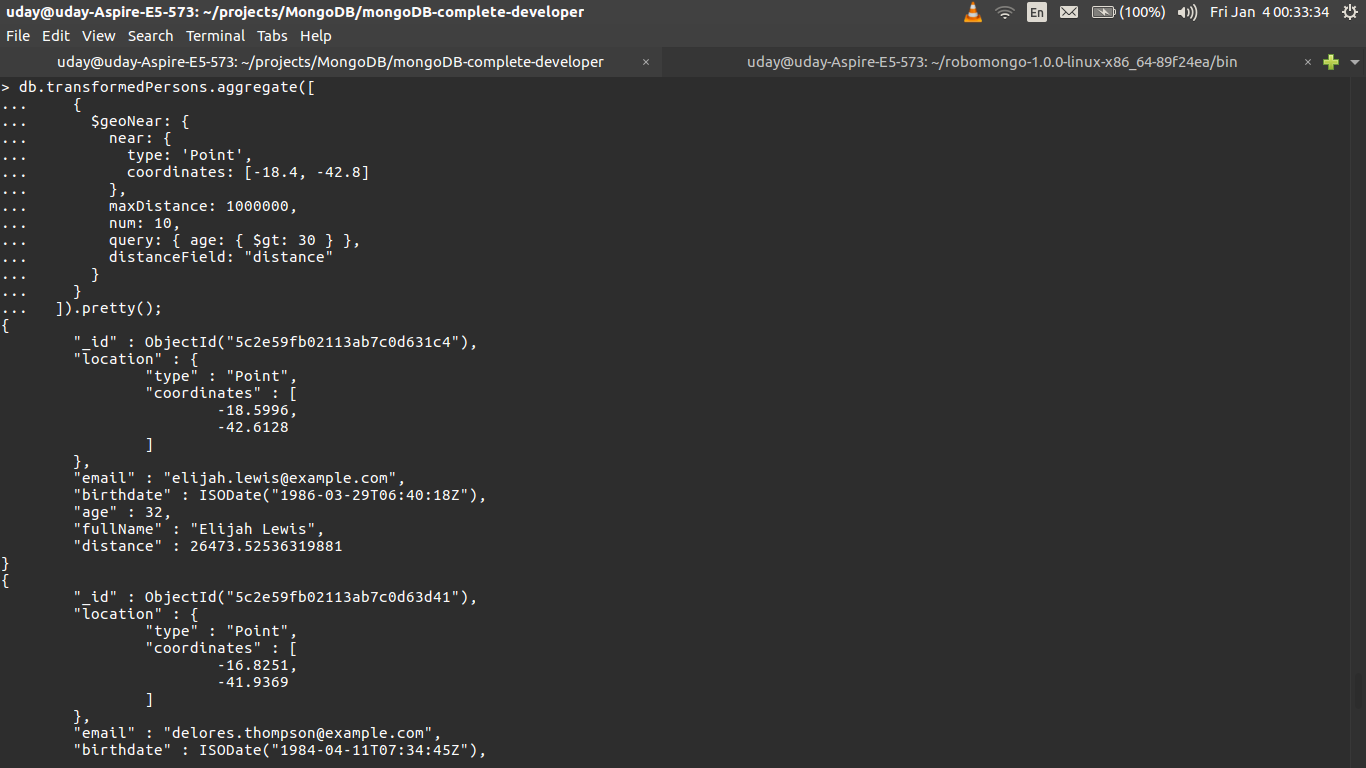 uday@uday-Aspire-E5-573: ~/projects/MongoDB/mongoDB-complete-developer
En
(100%)
Fri Jan 4 00:33:34
File Edit View Search Terminal Tabs Help
uday@uday-Aspire-E5-573: ~/projects/MongoDB/mongoDB-complete-developer ×
uday@uday-Aspire-E5-573: ~/robomongo-1.0.0-linux-x86_64-89f24ea/bin ×
> db.transformedPersons.aggregate([
...     {
...       $geoNear: {
...         near: {
...           type: 'Point',
...           coordinates: [-18.4, -42.8]
...         },
...         maxDistance: 1000000,
...         num: 10,
...         query: { age: { $gt: 30 } },
...         distanceField: "distance"
...       }
...     }
...   ]).pretty();
{
        "_id" : ObjectId("5c2e59fb02113ab7c0d631c4"),
        "location" : {
                "type" : "Point",
                "coordinates" : [
                        -18.5996,
                        -42.6128
                ]
        },
        "email" : "elijah.lewis@example.com",
        "birthdate" : ISODate("1986-03-29T06:40:18Z"),
        "age" : 32,
        "fullName" : "Elijah Lewis",
        "distance" : 26473.52536319881
}
{
        "_id" : ObjectId("5c2e59fb02113ab7c0d63d41"),
        "location" : {
                "type" : "Point",
                "coordinates" : [
                        -16.8251,
                        -41.9369
                ]
        },
        "email" : "delores.thompson@example.com",
        "birthdate" : ISODate("1984-04-11T07:34:45Z"),